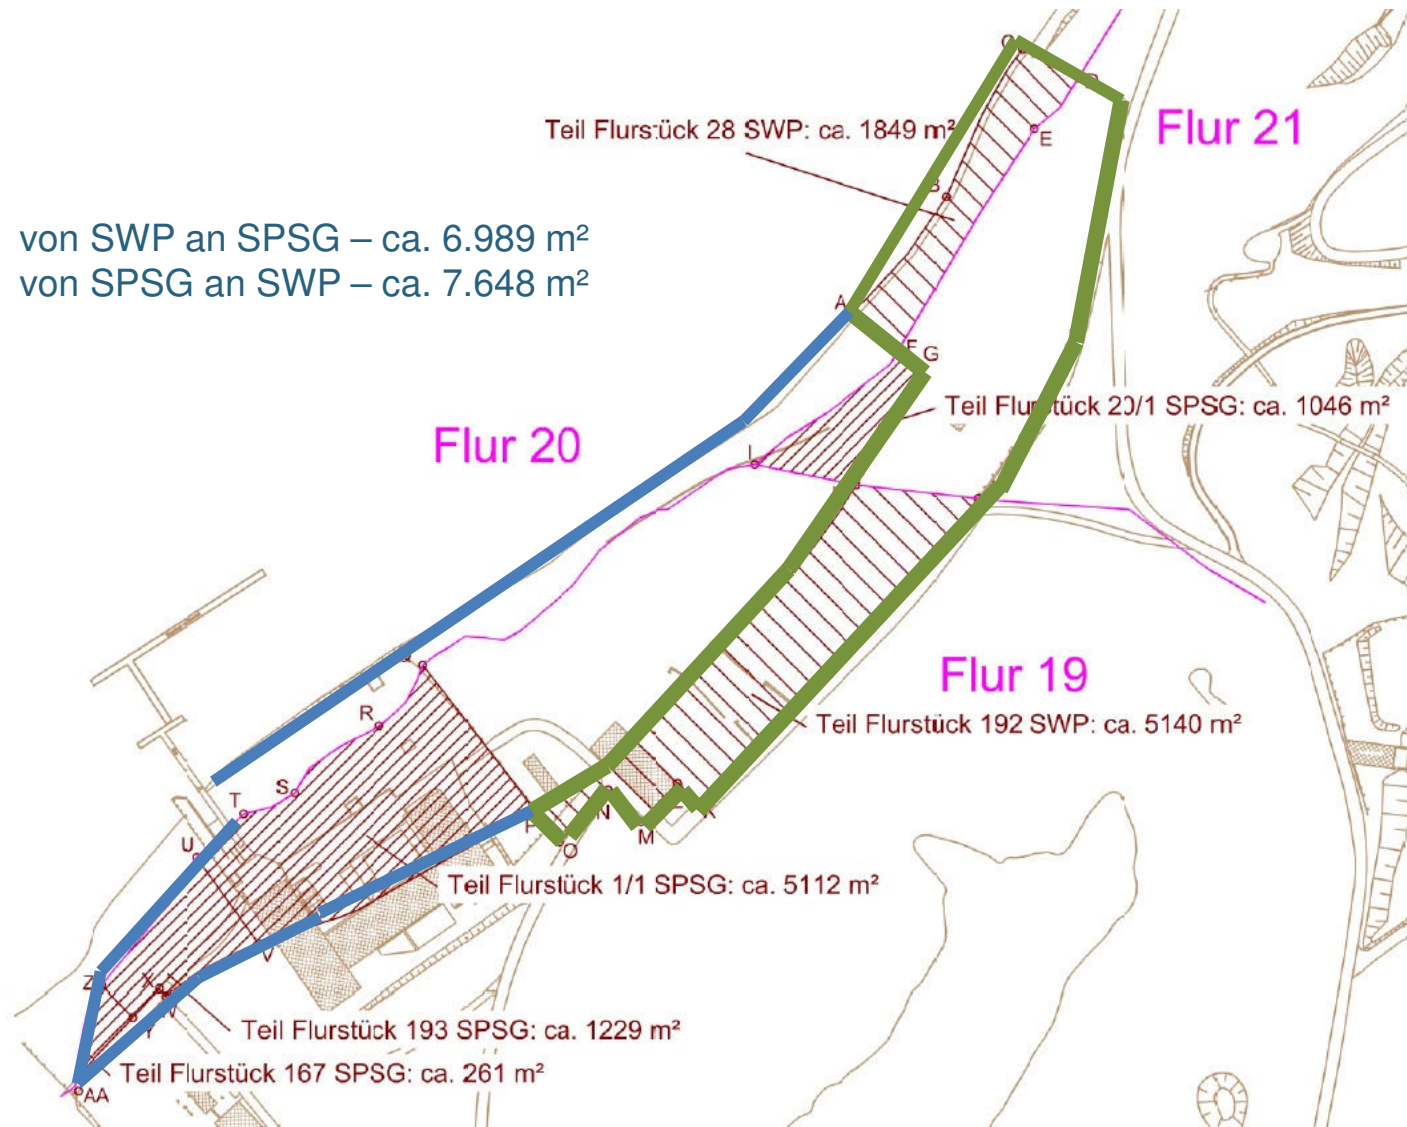 C
D
Teil Flurstück 28 SWP: ca. 1849 m²
E
Flur 21
B
von SWP an SPSG – ca. 6.989 m²
von SPSG an SWP – ca. 7.648 m²
A
F G
Teil Flurstück 20/1 SPSG: ca. 1046 m²
Flur 20
I
Flur 19
Q
R
Teil Flurstück 192 SWP: ca. 5140 m²
S
T
P
N
L
K
M
O
U
Teil Flurstück 1/1 SPSG: ca. 5112 m²
V
Z
X
W
Y
Teil Flurstück 193 SPSG: ca. 1229 m²
Teil Flurstück 167 SPSG: ca. 261 m²
AA